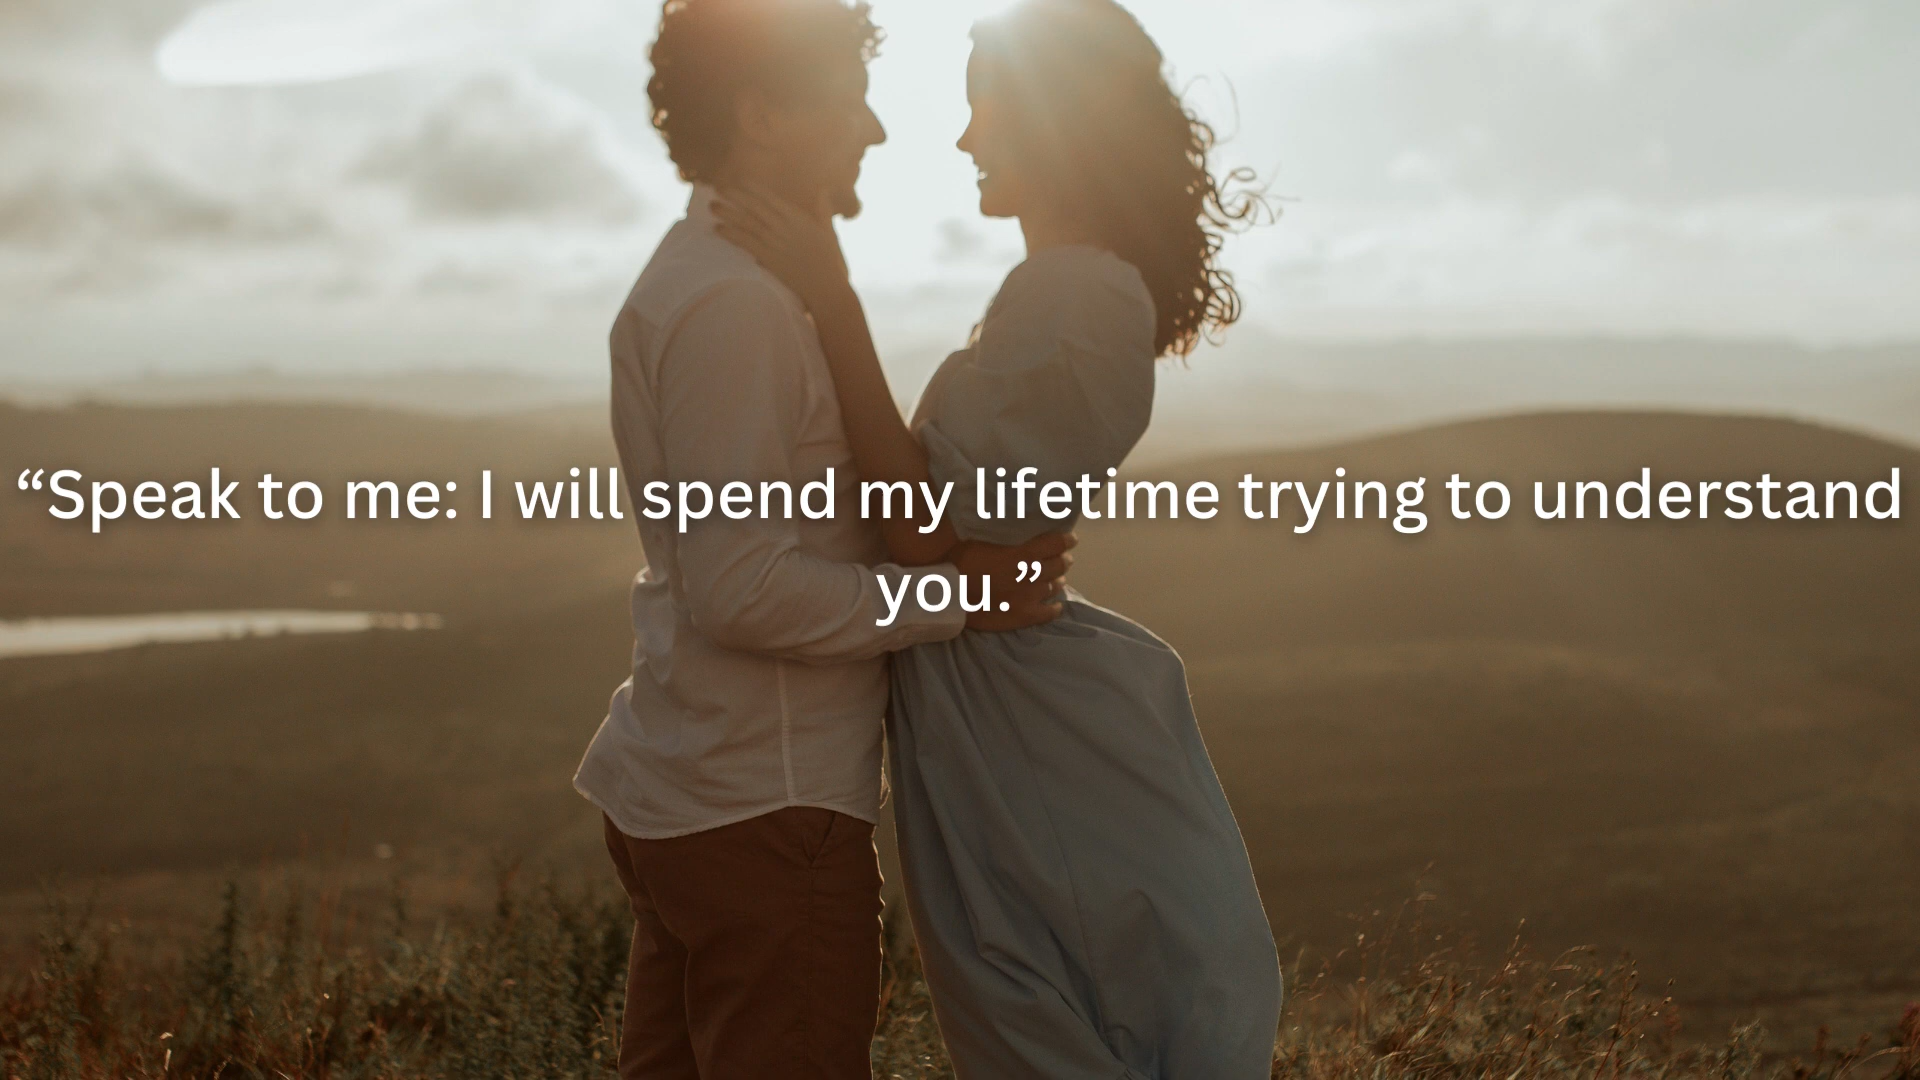 “Speak to me: I will spend my lifetime trying to understand
you.”